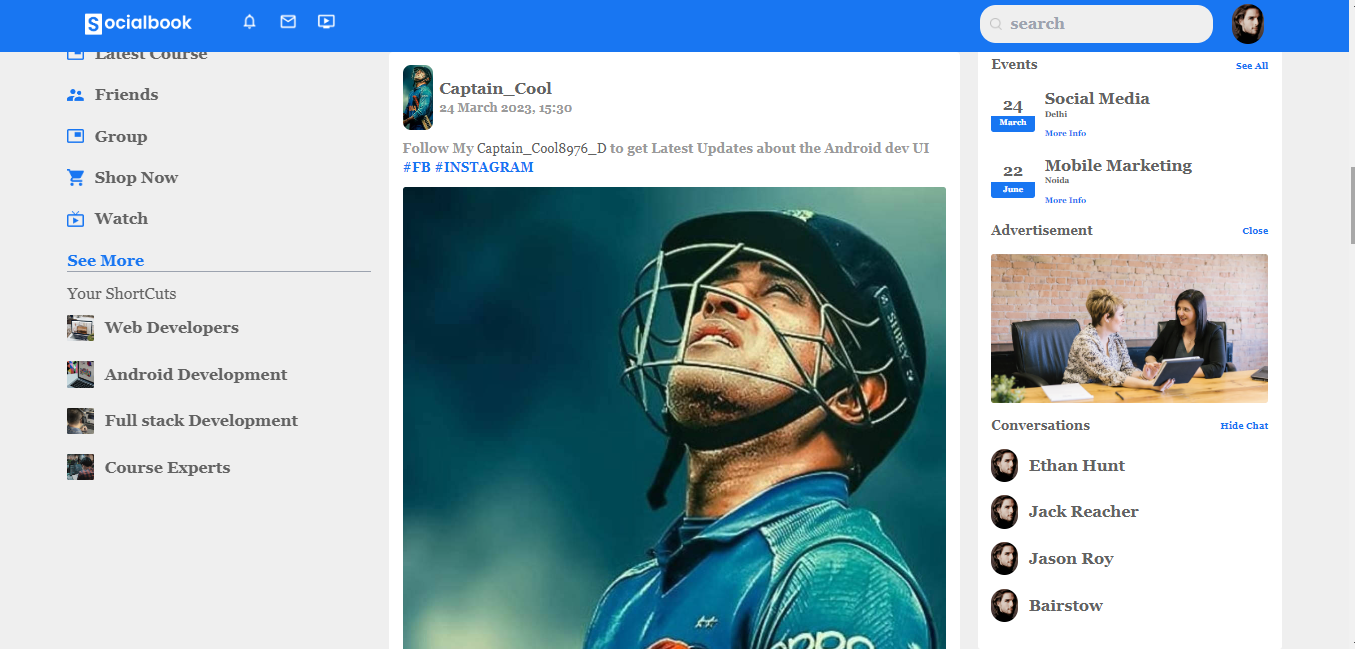 Socialbook
search
Latest Course
Friends
Group
Shop Now
Watch
See More
Your ShortCuts
Web Developers
Android Development
Full stack Development
Course Experts
Captain_Cool
24 March 2023, 15:30
Follow My Captain_Cool8976_D to get Latest Updates about the Android dev UI
#FB #INSTAGRAM
SHREY
oppo
Events
See All
24
March
Social Media
Delhi
More Info
22
June
Mobile Marketing
Noida
More Info
Advertisement
Close
Conversations
Hide Chat
Ethan Hunt
Jack Reacher
Jason Roy
Bairstow